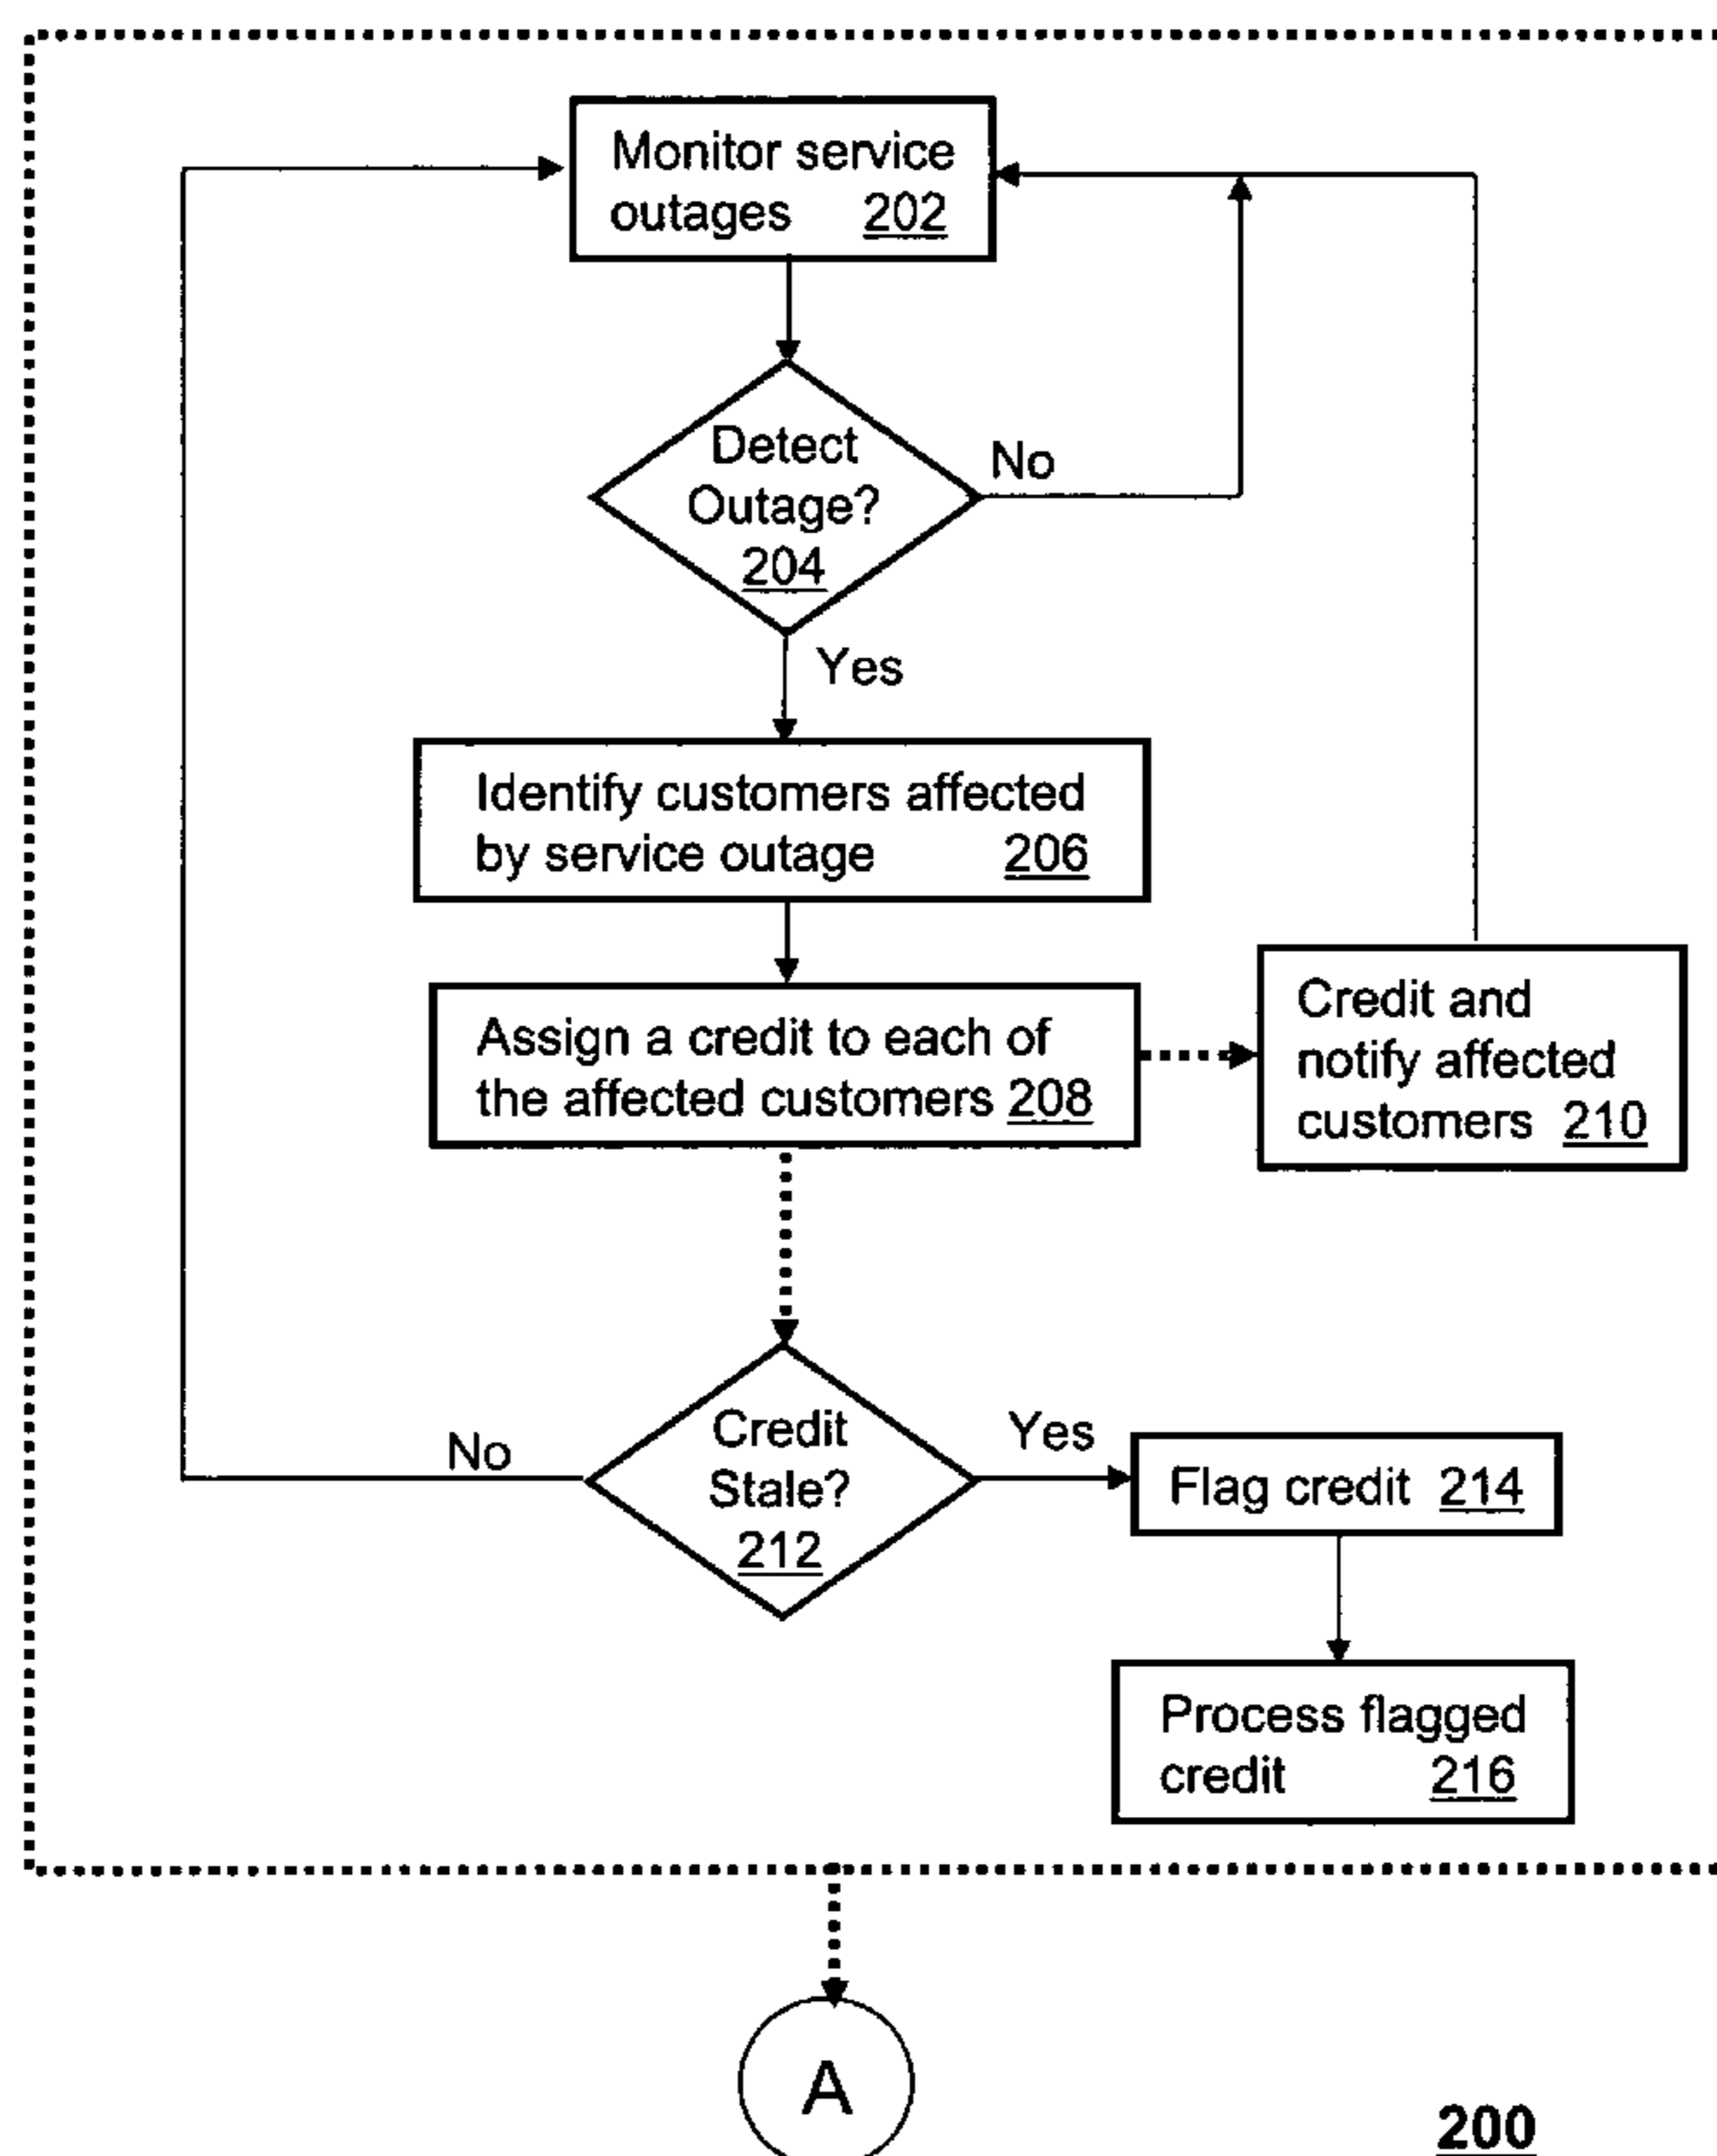 Monitor service
outages 202
Detect
Outage?
204
No
Yes
Identify customers affected
by service outage 206
Assign a credit to each of
the affected customers 208
Credit and
notify affected
customers 210
Credit
Stale?
212
No
Yes
Flag credit 214
Process flagged
credit 216
A
200